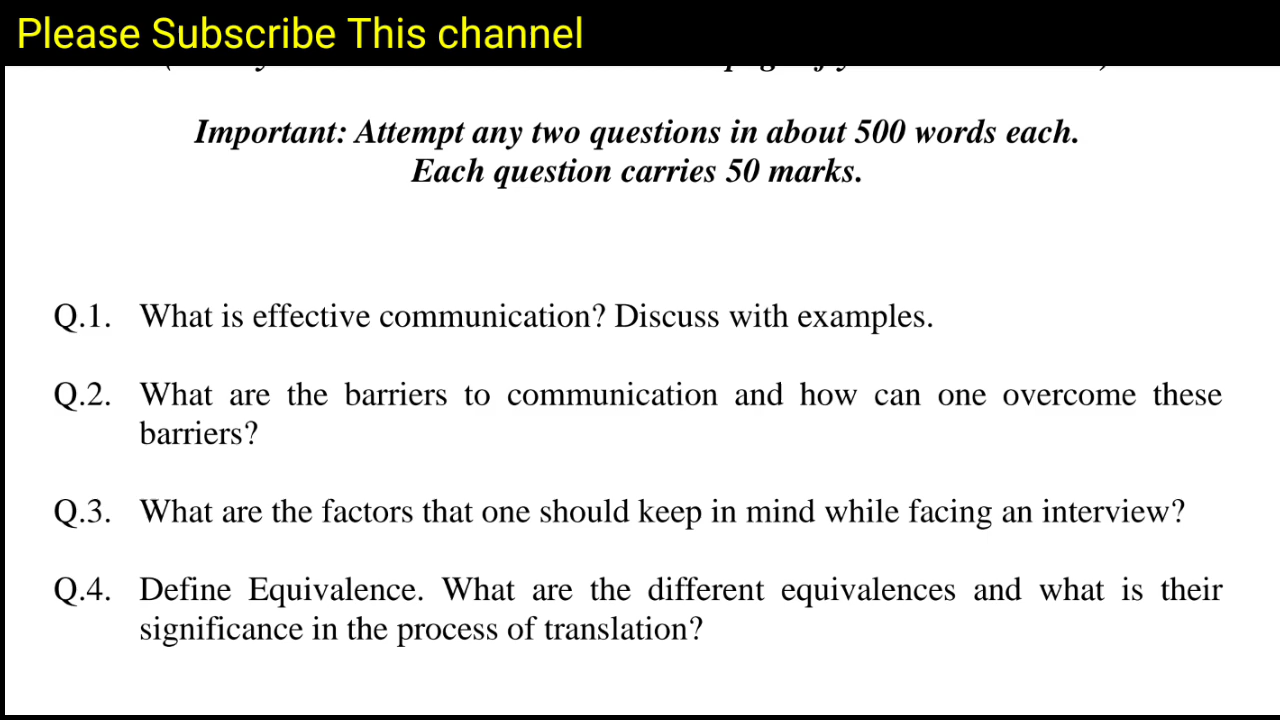 Please Subscribe This channel
Important: Attempt any two questions in about 500 words each.
Each question carries 50 marks.
Q.1. What is effective communication? Discuss with examples.
Q.2. What are the barriers to communication and how can one overcome these
barriers?
Q.3. What are the factors that one should keep in mind while facing an interview?
Q.4. Define Equivalence. What are the different equivalences and what is their
significance in the process of translation?